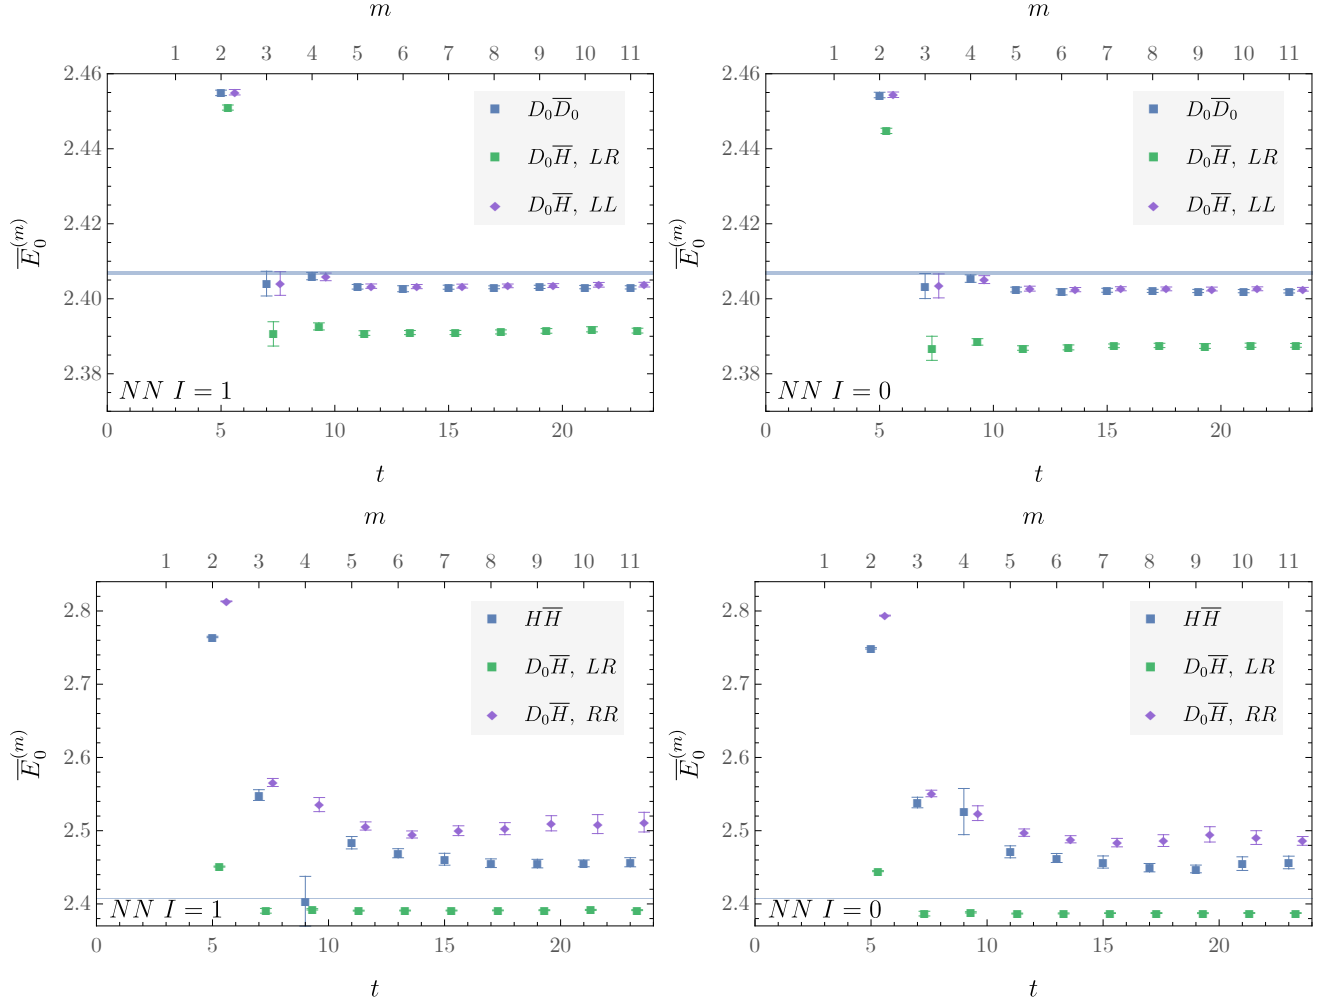 m
m
1 2 3 4 5 6 7 8 9 10 11
1 2 3 4 5 6 7 8 9 10 11
2.46
2.44
2.42
2.40
2.38
2.46
2.44
2.42
2.40
2.38
D₀D̅₀
D₀H̅, LR
D₀H̅, LL
D₀D̅₀
D₀H̅, LR
D₀H̅, LL
E̅₀⁽ᵐ⁾
E̅₀⁽ᵐ⁾
NN I = 1
NN I = 0
0 5 10 15 20
0 5 10 15 20
t
t
m
m
1 2 3 4 5 6 7 8 9 10 11
1 2 3 4 5 6 7 8 9 10 11
2.8
2.7
2.6
2.5
2.4
2.8
2.7
2.6
2.5
2.4
HH̅
D₀H̅, LR
D₀H̅, RR
HH̅
D₀H̅, LR
D₀H̅, RR
E̅₀⁽ᵐ⁾
E̅₀⁽ᵐ⁾
NN I = 1
NN I = 0
0 5 10 15 20
0 5 10 15 20
t
t